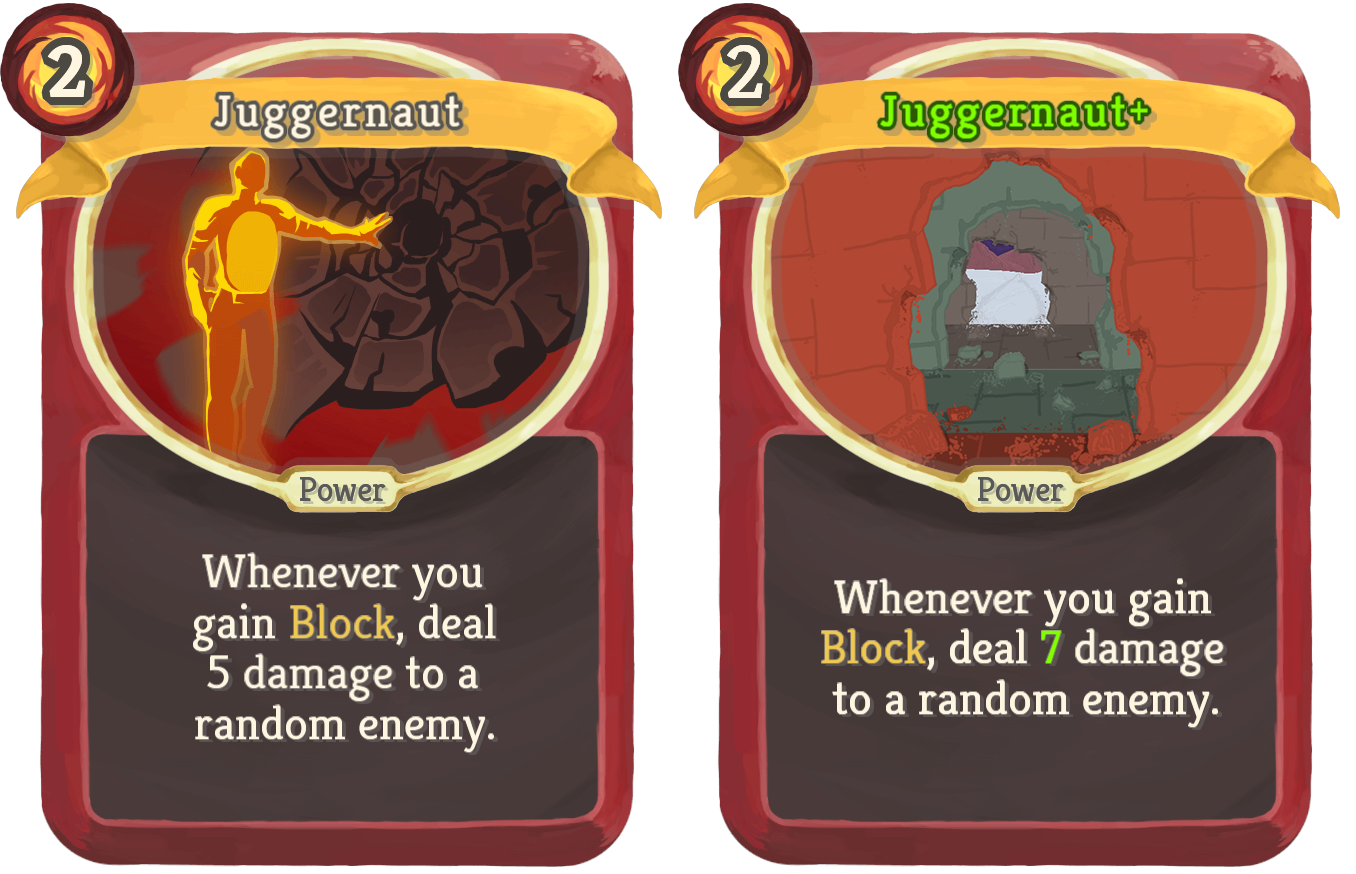 2
Juggernaut
Power
Whenever you
gain Block, deal
5 damage to a
random enemy.
2
Juggernaut+
Power
Whenever you gain
Block, deal 7 damage
to a random enemy.